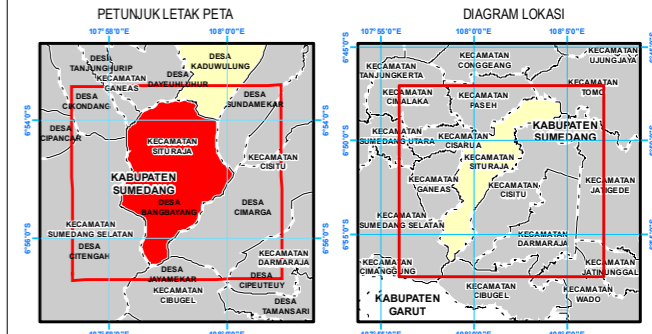 PETUNJUK LETAK PETA
107°58'0"E
108°0'0"E
DESA
TANJUNGHURIP
KECAMATAN
GANEAS
DESA
CIKONDANG
DESA
DAYEUHLUHUR
DESA
KADUWULUNG
DESA
SUNDAMEKAR
6°54'0"S
DESA
CIPANCAR
KECAMATAN
SITURAJA
KECAMATAN
CISITU
KABUPATEN
SUMEDANG
DESA
BANGBAYANG
DESA
CIMARGA
KECAMATAN
SUMEDANG SELATAN
6°56'0"S
DESA
CITENGAH
DESA
JAYAMEKAR
KECAMATAN
CIBUGEL
KECAMATAN
DARMARAJA
DESA
CIPEUTEUY
DESA
TAMANSARI
DIAGRAM LOKASI
107°55'0"E
108°0'0"E
108°5'0"E
6°45'0"S
KECAMATAN
CONGGEANG
KECAMATAN
UJUNGJAYA
KECAMATAN
TANJUNGKERTA
KECAMATAN
CIMALAKA
KECAMATAN
PASEH
KECAMATAN
TOMO
6°50'0"S
KECAMATAN
SUMEDANG UTARA
KECAMATAN
CISARUA
KABUPATEN
SUMEDANG
KECAMATAN
SITURAJA
KECAMATAN
GANEAS
KECAMATAN
CISITU
KECAMATAN
JATIGEDE
KECAMATAN
SUMEDANG SELATAN
6°55'0"S
KECAMATAN
DARMARAJA
KECAMATAN
CIMANGGUNG
KECAMATAN
JATINUNGGAL
KECAMATAN
CIBUGEL
KECAMATAN
WADO
KABUPATEN
GARUT